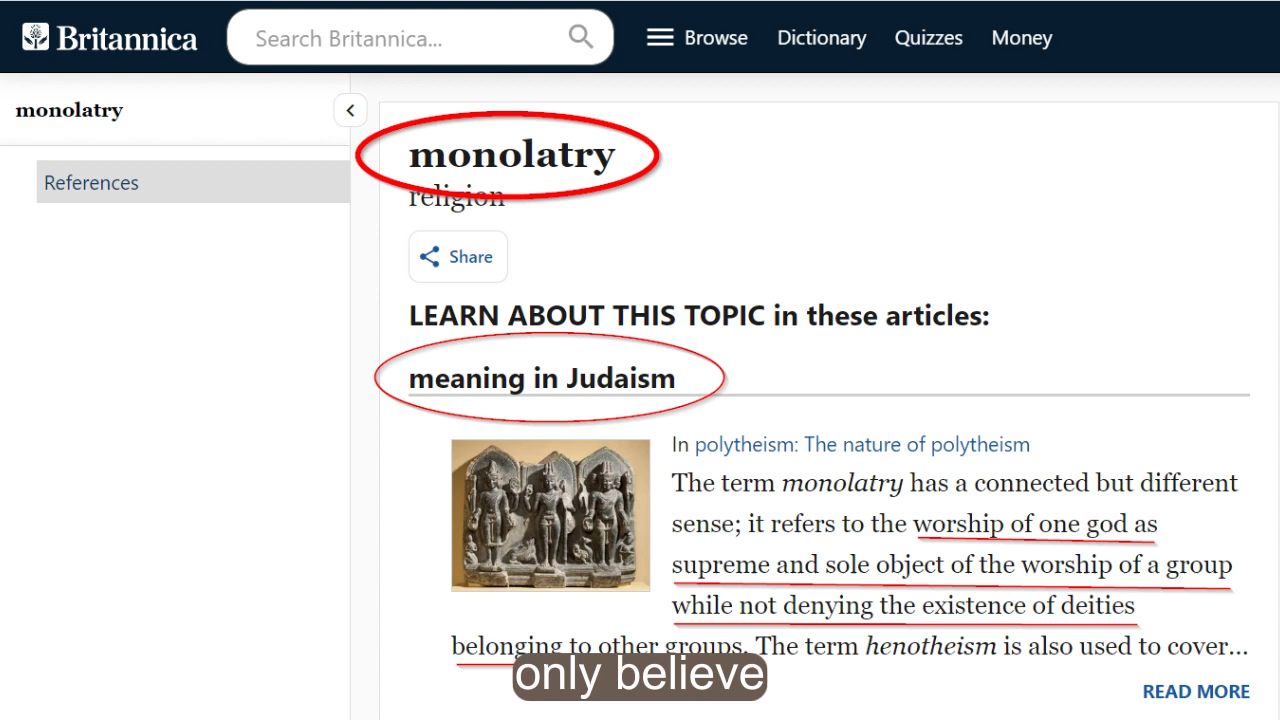 Britannica
Search Britannica...
Browse
Dictionary
Quizzes
Money
monolatry
References
monolatry
religion
Share
LEARN ABOUT THIS TOPIC in these articles:
meaning in Judaism
In polytheism: The nature of polytheism
The term monolatry has a connected but different
sense; it refers to the worship of one god as
supreme and sole object of the worship of a group
while not denying the existence of deities
belonging to other groups. The term henotheism is also used to cover...
only believe
READ MORE